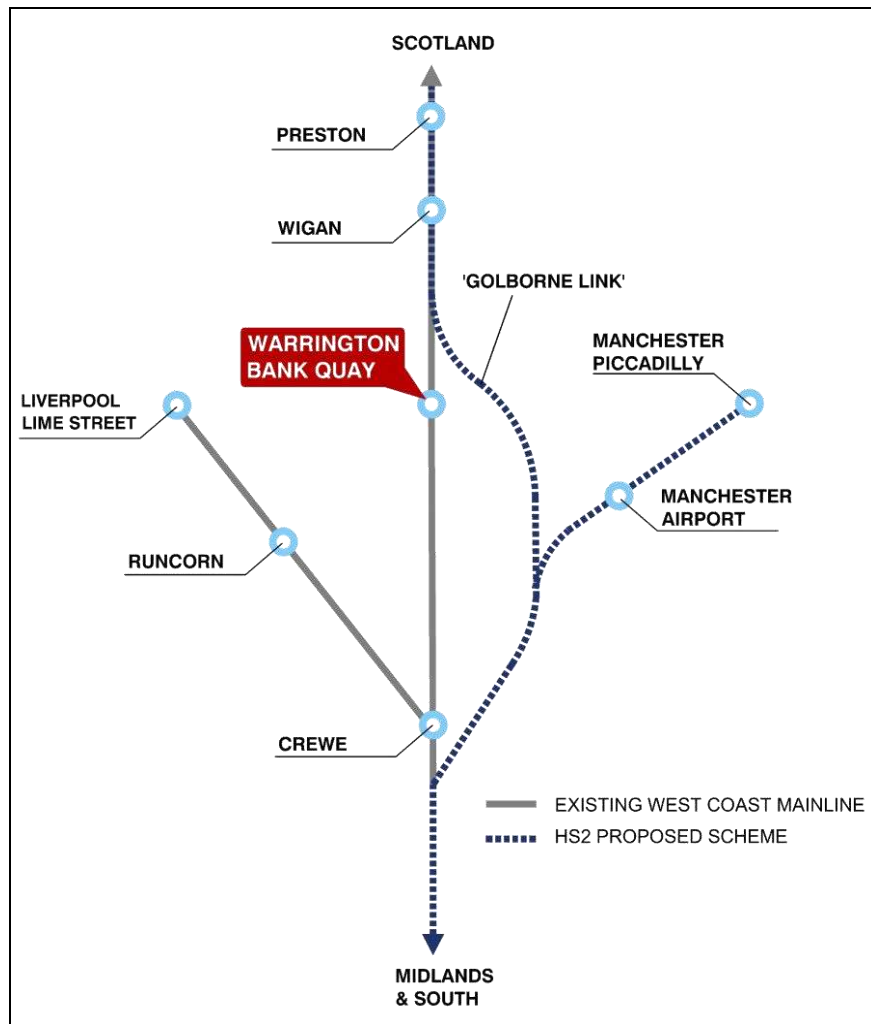 SCOTLAND
PRESTON
WIGAN
'GOLBORNE LINK'
WARRINGTON
BANK QUAY
MANCHESTER
PICCADILLY
LIVERPOOL
LIME STREET
MANCHESTER
AIRPORT
RUNCORN
CREWE
EXISTING WEST COAST MAINLINE
HS2 PROPOSED SCHEME
MIDLANDS
& SOUTH